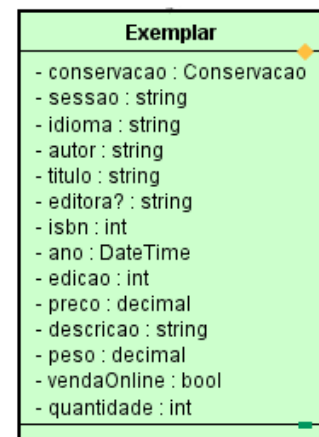 Exemplar
- conservacao : Conservacao
- sessao : string
- idioma : string
- autor : string
- titulo : string
- editora? : string
- isbn : int
- ano : DateTime
- edicao : int
- preco : decimal
- descricao : string
- peso : decimal
- vendaOnline : bool
- quantidade : int